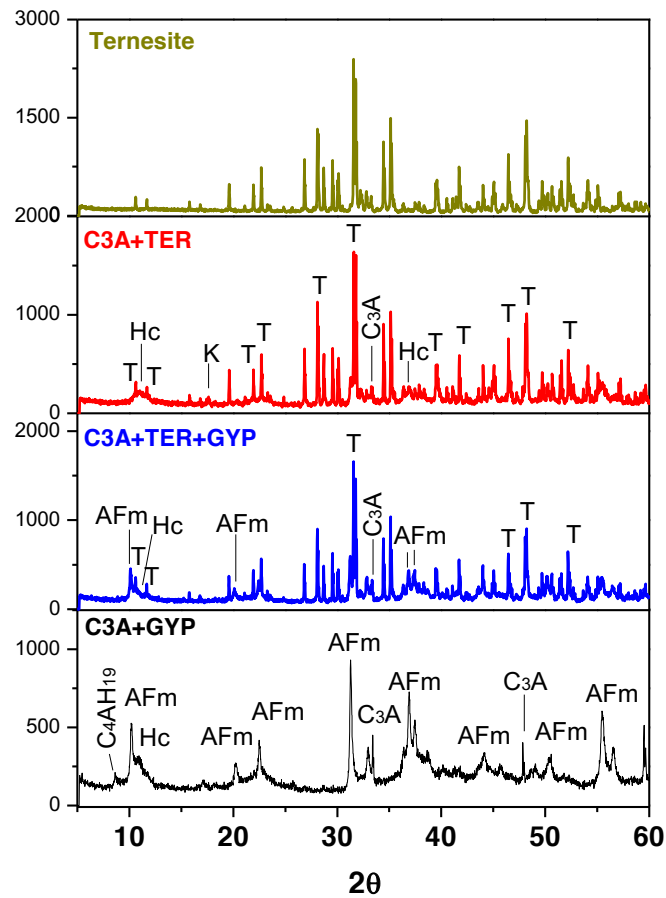 3000
Ternesite
1500
2000
0
C3A+TER
T
T
C3A
1000
Hc
T
T
K
T
T
Hc
T
T
T
T
T
0
2000
C3A+TER+GYP
T
1000
AFm
T
Hc
T
AFm
C3A
AFm
T
T
T
0
C3A+GYP
1000
AFm
500
C4AH19
AFm
Hc
AFm
AFm
C3A
AFm
AFm
C3A
AFm
AFm
0
10
20
30
40
50
60
2θ